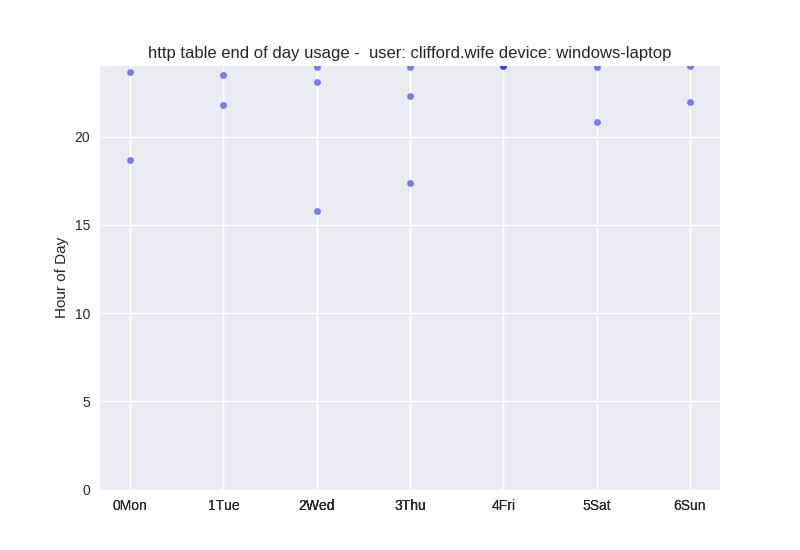 http table end of day usage -  user: clifford.wife device: windows-laptop
20
15
10
5
0
Hour of Day
0Mon 1Tue 2Wed 3Thu 4Fri 5Sat 6Sun